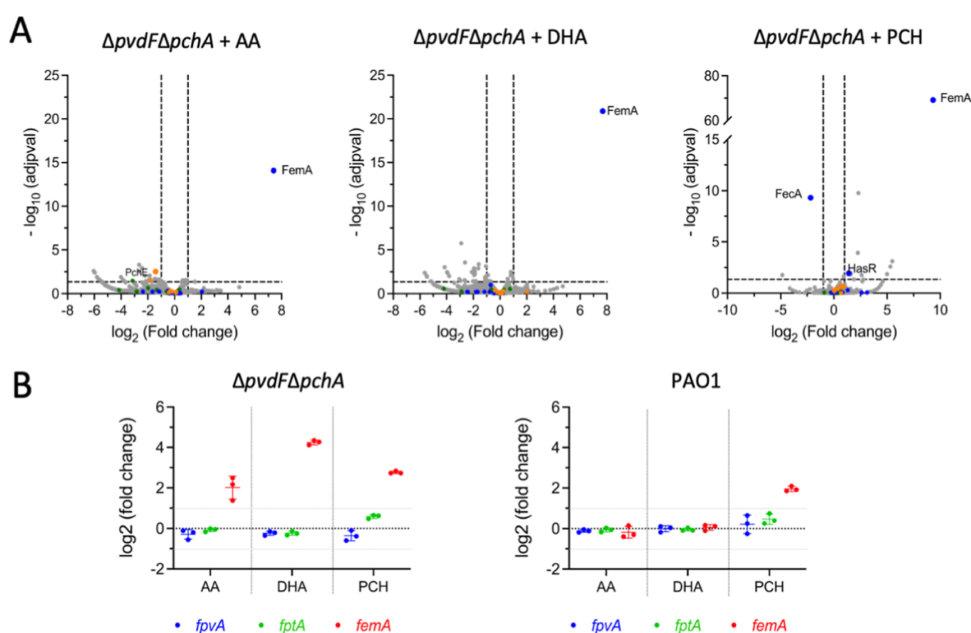 A
ΔpvdFΔpchA + AA
25
20
15
10
5
0
- log10 (adjpval)
FemA
PchE
-8 -6 -4 -2 0 2 4 6 8
log2 (Fold change)
ΔpvdFΔpchA + DHA
25
20
15
10
5
0
- log10 (adjpval)
FemA
-8 -6 -4 -2 0 2 4 6 8
log2 (Fold change)
ΔpvdFΔpchA + PCH
80
60
15
10
5
0
- log10 (adjpval)
FemA
FecA
HasR
-10 -5 0 5 10
log2 (Fold change)
B
ΔpvdFΔpchA
6
4
2
0
-2
log2 (fold change)
AA DHA PCH
fpvA fptA femA
PAO1
6
4
2
0
-2
log2 (fold change)
AA DHA PCH
fpvA fptA femA